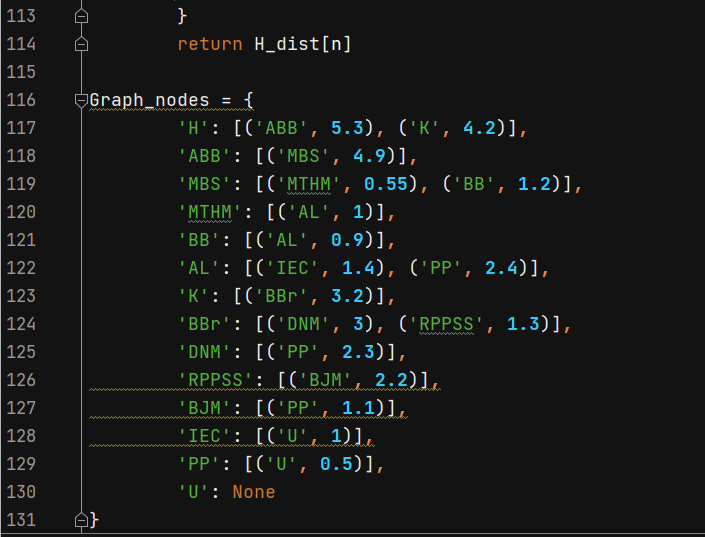 113 }
114 return H_dist[n]
115
116 Graph_nodes = {
117 'H': [('ABB', 5.3), ('K', 4.2)],
118 'ABB': [('MBS', 4.9)],
119 'MBS': [('MTHM', 0.55), ('BB', 1.2)],
120 'MTHM': [('AL', 1)],
121 'BB': [('AL', 0.9)],
122 'AL': [('IEC', 1.4), ('PP', 2.4)],
123 'K': [('BBr', 3.2)],
124 'BBr': [('DNM', 3), ('RPPSS', 1.3)],
125 'DNM': [('PP', 2.3)],
126 'RPPSS': [('BJM', 2.2)],
127 'BJM': [('PP', 1.1)],
128 'IEC': [('U', 1)],
129 'PP': [('U', 0.5)],
130 'U': None
131 }